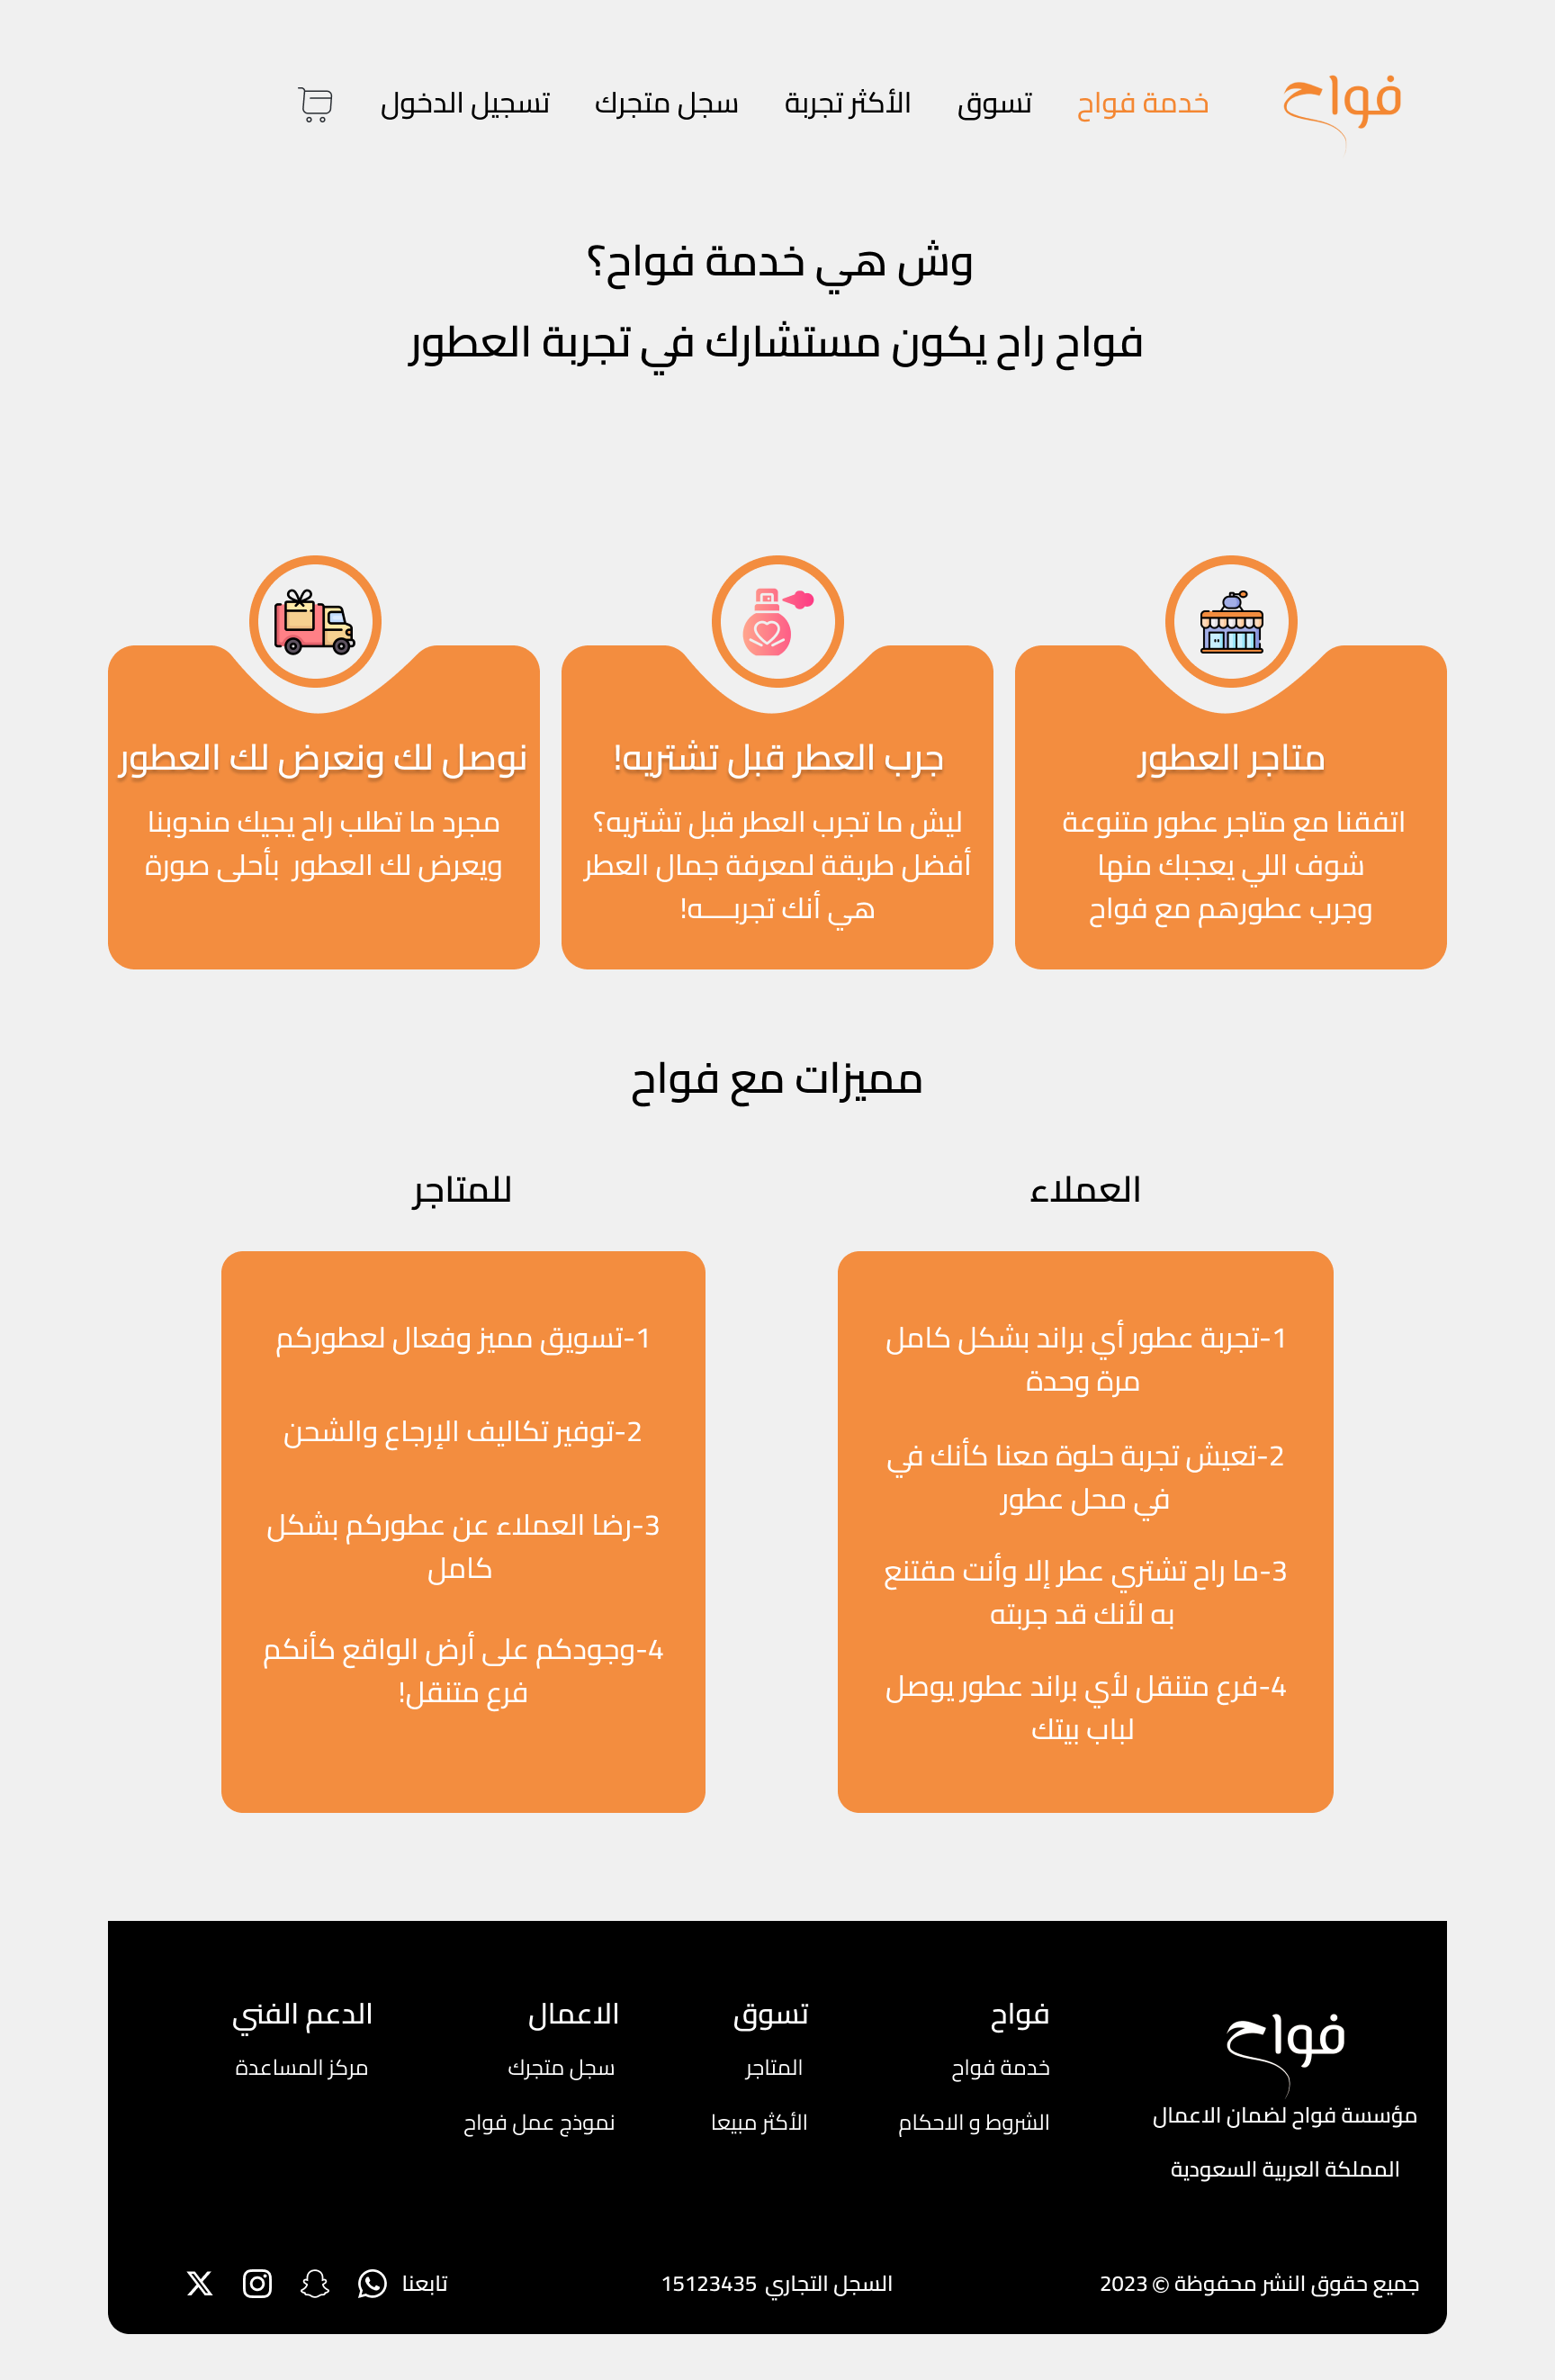 فواح
خدمة فواح
تسوق
الأكثر تجربة
سجل متجرك
تسجيل الدخول
وش هي خدمة فواح؟
فواح راح يكون مستشارك في تجربة العطور
متاجر العطور
اتفقنا مع متاجر عطور متنوعة
شوف اللي يعجبك منها
وجرب عطورهم مع فواح
جرب العطر قبل تشتريه!
ليش ما تجرب العطر قبل تشتريه؟
أفضل طريقة لمعرفة جمال العطر
هي أنك تجربــــه!
نوصل لك ونعرض لك العطور
مجرد ما تطلب راح يجيك مندوبنا
ويعرض لك العطور بأحلى صورة
مميزات مع فواح
العملاء
1-تجربة عطور أي براند بشكل كامل
مرة وحدة
2-تعيش تجربة حلوة معنا كأنك في
في محل عطور
3-ما راح تشتري عطر إلا وأنت مقتنع
به لأنك قد جربته
4-فرع متنقل لأي براند عطور يوصل
لباب بيتك
للمتاجر
1-تسويق مميز وفعال لعطوركم
2-توفير تكاليف الإرجاع والشحن
3-رضا العملاء عن عطوركم بشكل
كامل
4-وجودكم على أرض الواقع كأنكم
فرع متنقل!
فواح
مؤسسة فواح لضمان الاعمال
المملكة العربية السعودية
فواح
خدمة فواح
الشروط و الاحكام
تسوق
المتاجر
الأكثر مبيعا
الاعمال
سجل متجرك
نموذج عمل فواح
الدعم الفني
مركز المساعدة
جميع حقوق النشر محفوظة © 2023
السجل التجاري 15123435
تابعنا